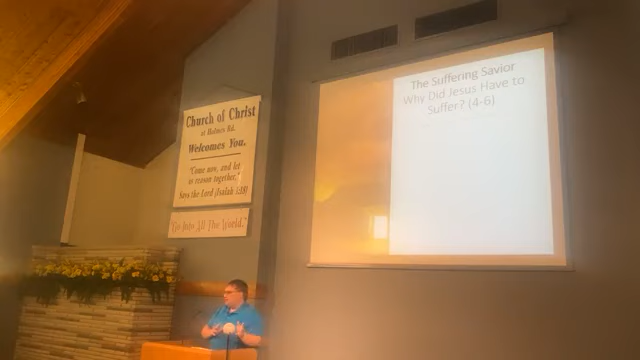 Church of Christ
at Holmes Rd.
Welcomes You.
"Come now, and let
us reason together,"
Says the Lord (Isaiah 1:18)
"Go Into All The World."
The Suffering Savior
Why Did Jesus Have to
Suffer? (4-6)